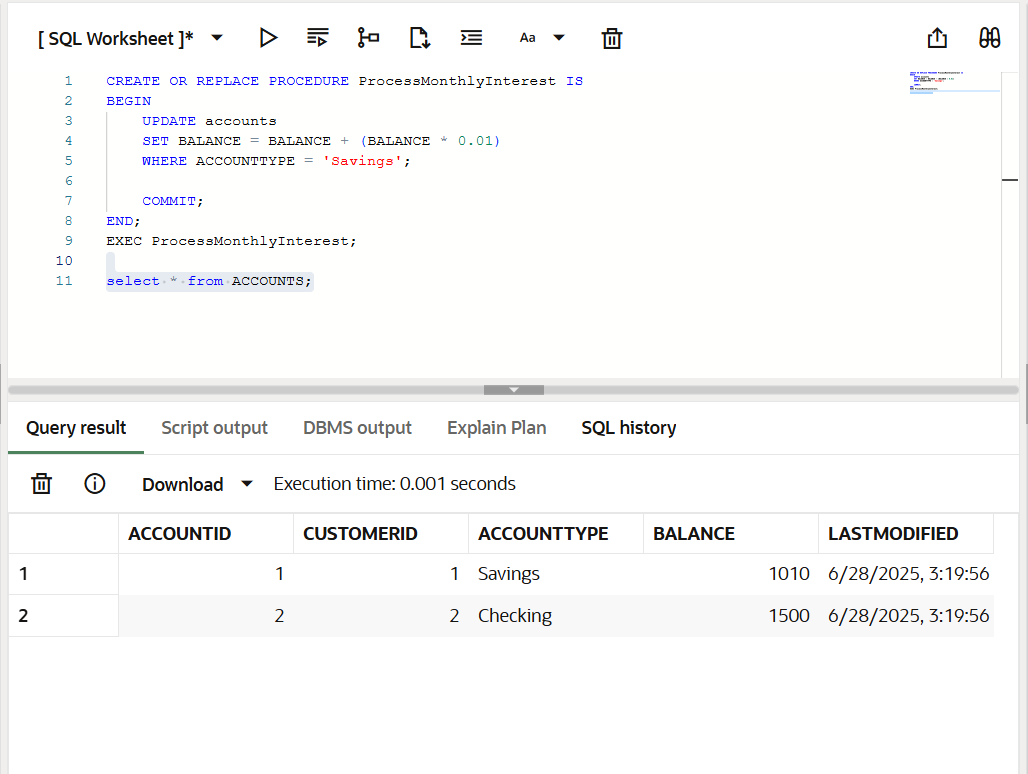 [ SQL Worksheet ]* Aa
1 CREATE OR REPLACE PROCEDURE ProcessMonthlyInterest IS
2 BEGIN
3 UPDATE accounts
4 SET BALANCE = BALANCE + (BALANCE * 0.01)
5 WHERE ACCOUNTTYPE = 'Savings';
6
7 COMMIT;
8 END;
9 EXEC ProcessMonthlyInterest;
10
11 select * from ACCOUNTS;
Query result Script output DBMS output Explain Plan SQL history
Download Execution time: 0.001 seconds
ACCOUNTID CUSTOMERID ACCOUNTTYPE BALANCE LASTMODIFIED
1 1 1 Savings 1010 6/28/2025, 3:19:56
2 2 2 Checking 1500 6/28/2025, 3:19:56